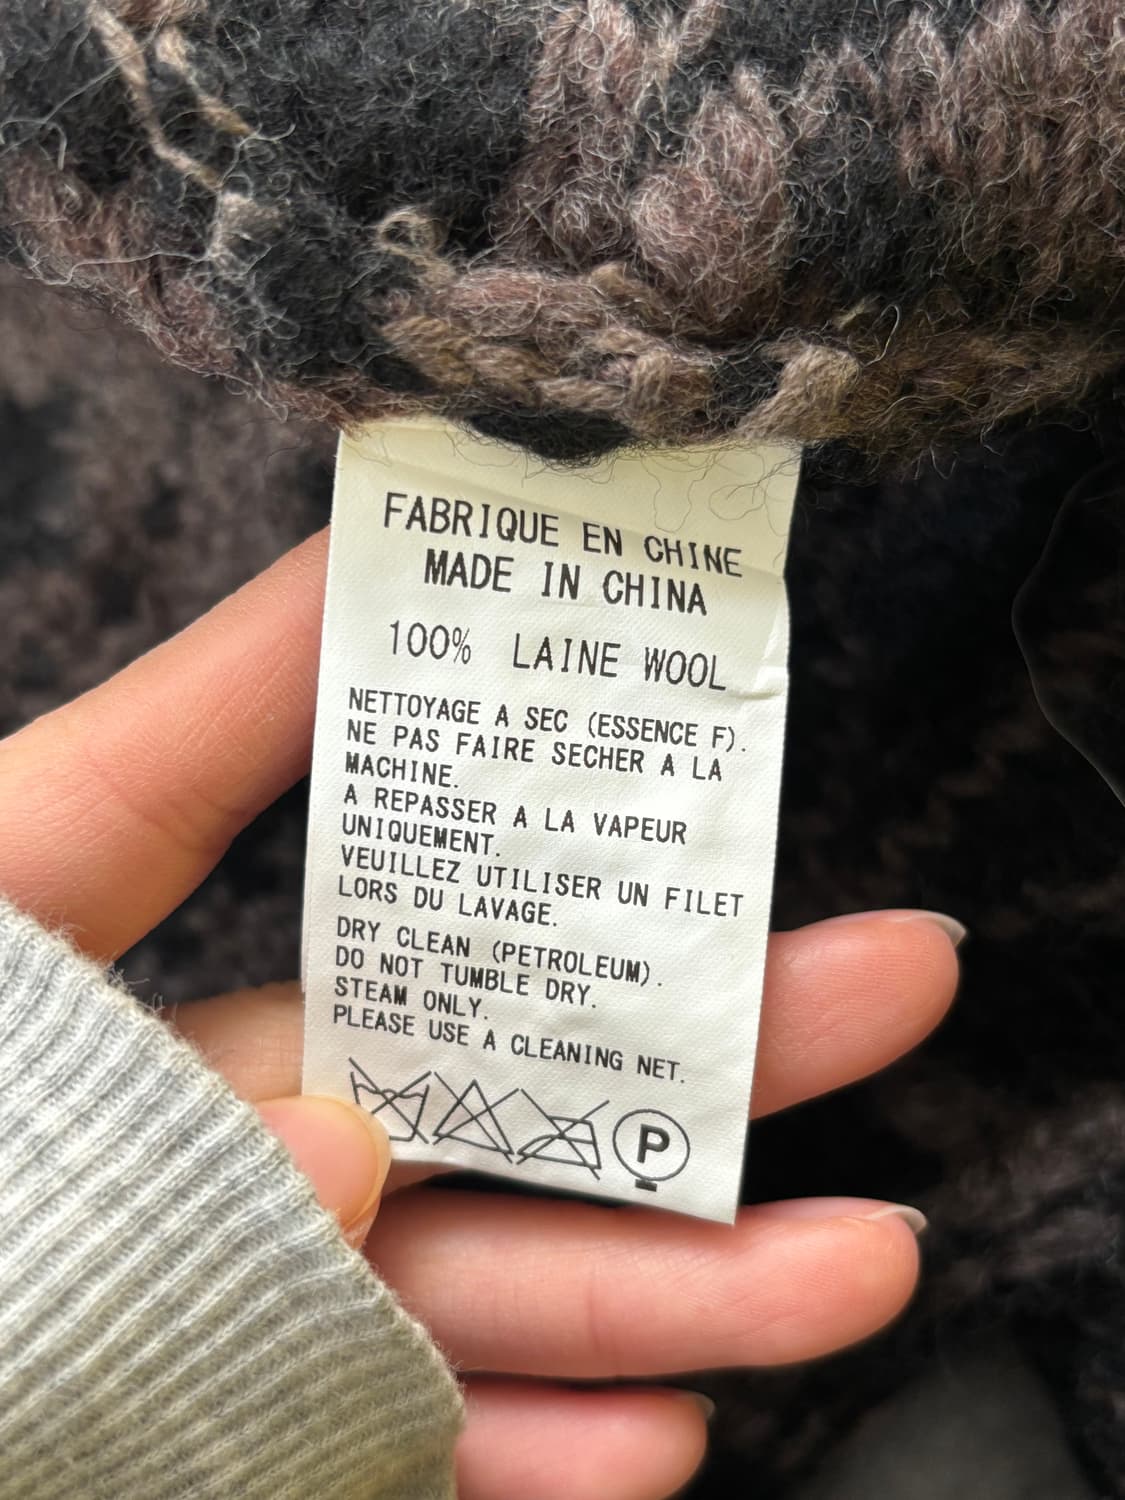 FABRIQUE EN CHINE
MADE IN CHINA
100% LAINE WOOL
NETTOYAGE A SEC (ESSENCE F).
NE PAS FAIRE SECHER A LA
MACHINE.
A REPASSER A LA VAPEUR
UNIQUEMENT.
VEUILLEZ UTILISER UN FILET
LORS DU LAVAGE.
DRY CLEAN (PETROLEUM).
DO NOT TUMBLE DRY.
STEAM ONLY.
PLEASE USE A CLEANING NET.
P